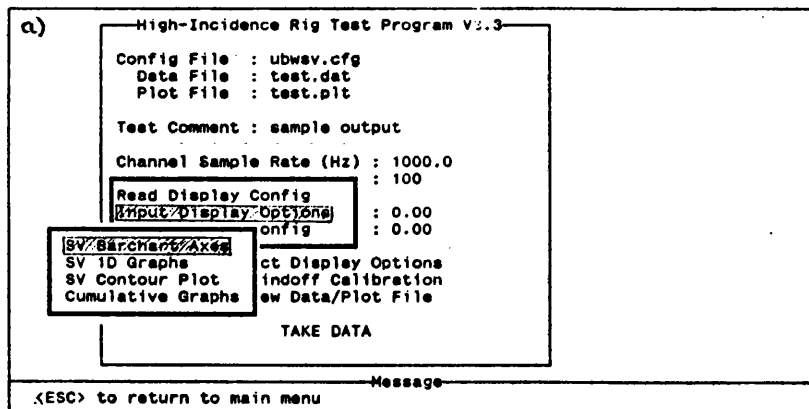 a)
High-Incidence Rig Test Program V3.3
Config File : ubwsv.cfg
Data File : test.dat
Plot File : test.plt
Test Comment : sample output
Channel Sample Rate (Hz) : 1000.0
: 100
Read Display Config
Input Display Options : 0.00
onfig : 0.00
SV Barchart Axes
SV 1D Graphs ct Display Options
SV Contour Plot indoff Calibration
Cumulative Graphs ew Data/Plot File
TAKE DATA
Message
<ESC> to return to main menu